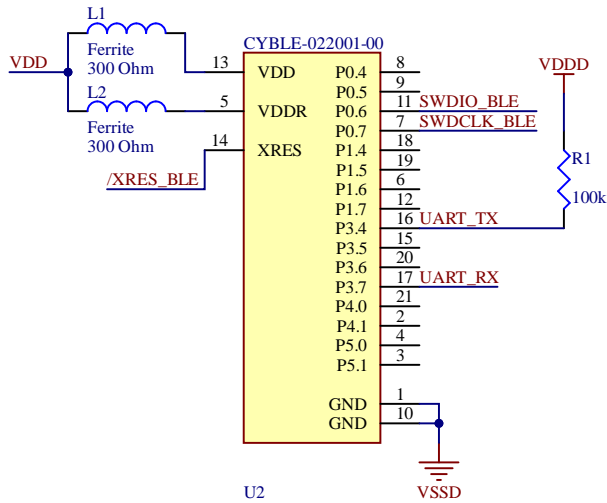 L1
CYBLE-022001-00
Ferrite
300 Ohm
VDD
13 VDD P0.4 8
VDDD
P0.5 9
L2
5 VDDR P0.6 11 SWDIO_BLE
P0.7 7 SWDCLK_BLE
Ferrite
300 Ohm
14 XRES P1.4 18
P1.5 19
R1
/XRES_BLE
P1.6 6
100k
P1.7 12
P3.4 16 UART_TX
P3.5 15
P3.6 20
P3.7 17 UART_RX
P4.0 21
P4.1 2
P5.0 4
P5.1 3
GND 1
GND 10
U2
VSSD